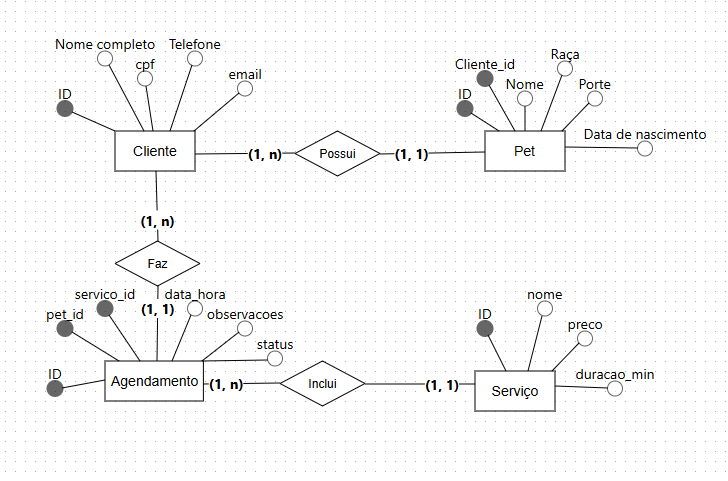 Nome completo
Telefone
cpf
email
ID
Cliente
(1, n)
Possui
(1, 1)
Cliente_id
Raça
ID
Nome
Porte
Data de nascimento
Pet
(1, n)
Faz
(1, 1)
servico_id
data_hora
pet_id
observacoes
status
ID
Agendamento
(1, n)
Inclui
(1, 1)
nome
ID
preco
duracao_min
Serviço